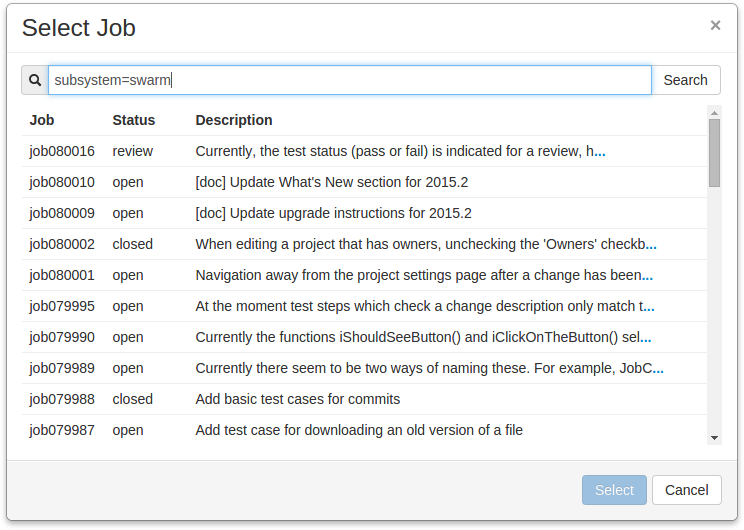 Select Job ×
subsystem=swarm Search
Job Status Description
job080016 review Currently, the test status (pass or fail) is indicated for a review, h...
job080010 open [doc] Update What's New section for 2015.2
job080009 open [doc] Update upgrade instructions for 2015.2
job080002 closed When editing a project that has owners, unchecking the 'Owners' checkb...
job080001 open Navigation away from the project settings page after a change has been...
job079995 open At the moment test steps which check a change description only match t...
job079990 open Currently the functions iShouldSeeButton() and iClickOnTheButton() sel...
job079989 open Currently there seem to be two ways of naming these. For example, JobC...
job079988 closed Add basic test cases for commits
job079987 open Add test case for downloading an old version of a file
Select Cancel